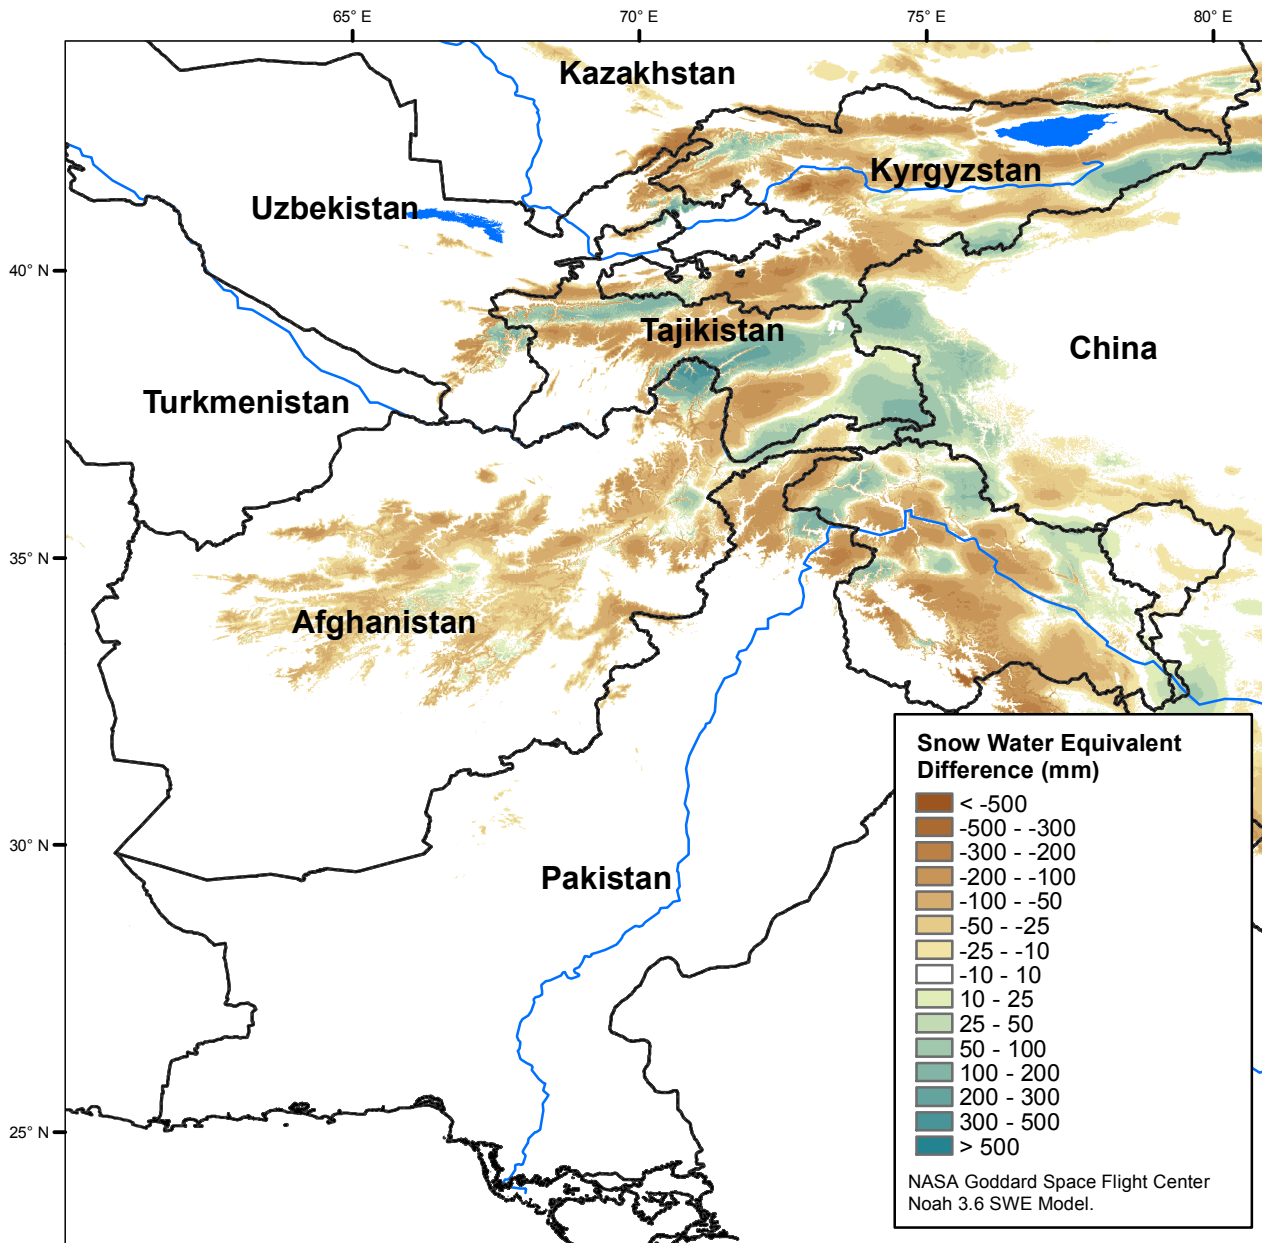 65° E
70° E
75° E
80° E
Kazakhstan
Kyrgyzstan
Uzbekistan
40° N
Tajikistan
China
Turkmenistan
35° N
Afghanistan
30° N
Pakistan
25° N
Snow Water Equivalent
Difference (mm)
< -500
-500 - -300
-300 - -200
-200 - -100
-100 - -50
-50 - -25
-25 - -10
-10 - 10
10 - 25
25 - 50
50 - 100
100 - 200
200 - 300
300 - 500
> 500
NASA Goddard Space Flight Center
Noah 3.6 SWE Model.